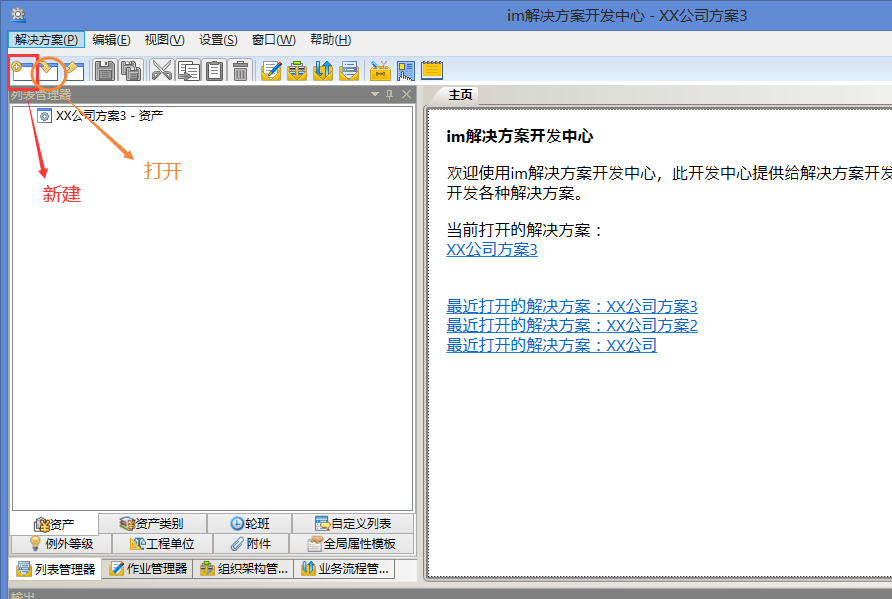 im解决方案开发中心 - XX公司方案3
解决方案(P) 编辑(E) 视图(V) 设置(S) 窗口(W) 帮助(H)
列表管理器
主页
XX公司方案3 - 资产
打开
新建
im解决方案开发中心
欢迎使用im解决方案开发中心，此开发中心提供给解决方案开发
开发各种解决方案。
当前打开的解决方案：
XX公司方案3
最近打开的解决方案：XX公司方案3
最近打开的解决方案：XX公司方案2
最近打开的解决方案：XX公司
资产 资产类别 轮班 自定义列表
例外等级 工程单位 附件 全局属性模板
列表管理器 作业管理器 组织架构管... 业务流程管...
输出